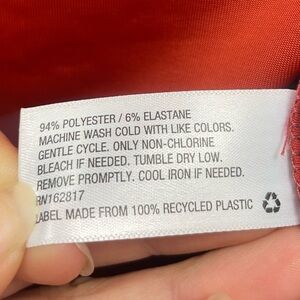 94% POLYESTER / 6% ELASTANE
MACHINE WASH COLD WITH LIKE COLORS.
GENTLE CYCLE. ONLY NON-CHLORINE
BLEACH IF NEEDED. TUMBLE DRY LOW.
REMOVE PROMPTLY. COOL IRON IF NEEDED.
RN162817
LABEL MADE FROM 100% RECYCLED PLASTIC